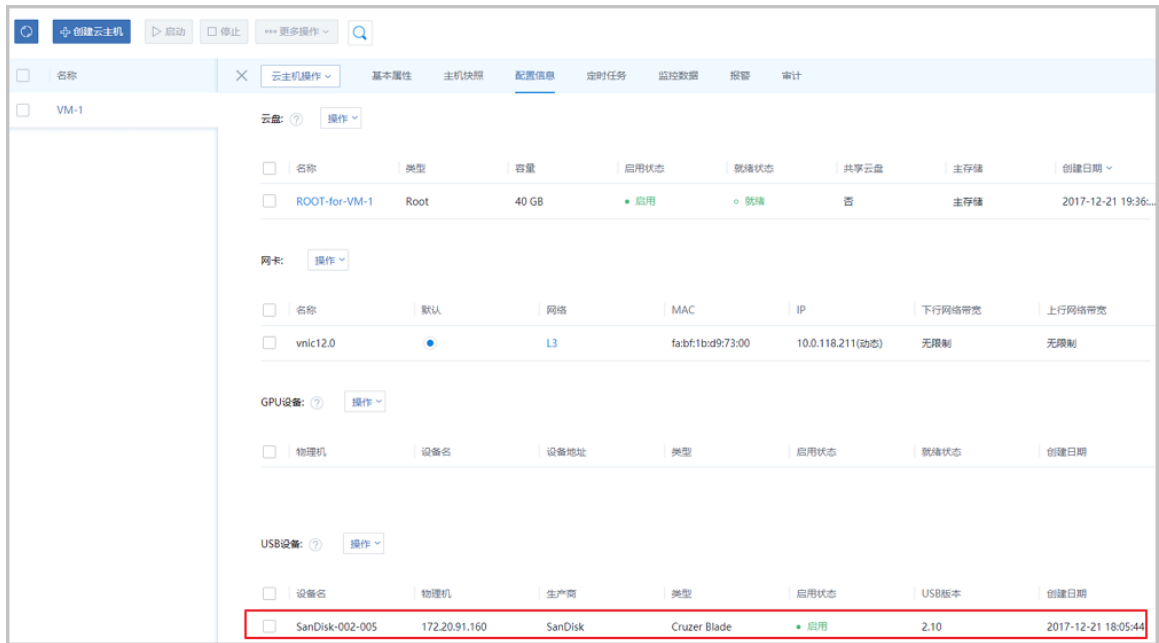 创建云主机 启动 停止 更多操作
名称 云主机操作 基本属性 主机快照 配置信息 定时任务 监控数据 报警 审计
VM-1
云盘: ? 操作
名称 类型 容量 启用状态 就绪状态 共享云盘 主存储 创建日期
ROOT-for-VM-1 Root 40 GB 启用 就绪 否 主存储 2017-12-21 19:36:...
网卡: 操作
名称 默认 网络 MAC IP 下行网络带宽 上行网络带宽
vnic12.0 L3 fa:bf:1b:d9:73:00 10.0.118.211(动态) 无限制 无限制
GPU设备: ? 操作
物理机 设备名 设备地址 类型 启用状态 就绪状态 创建日期
USB设备: ? 操作
设备名 物理机 生产商 类型 启用状态 USB版本 创建日期
SanDisk-002-005 172.20.91.160 SanDisk Cruzer Blade 启用 2.10 2017-12-21 18:05:44